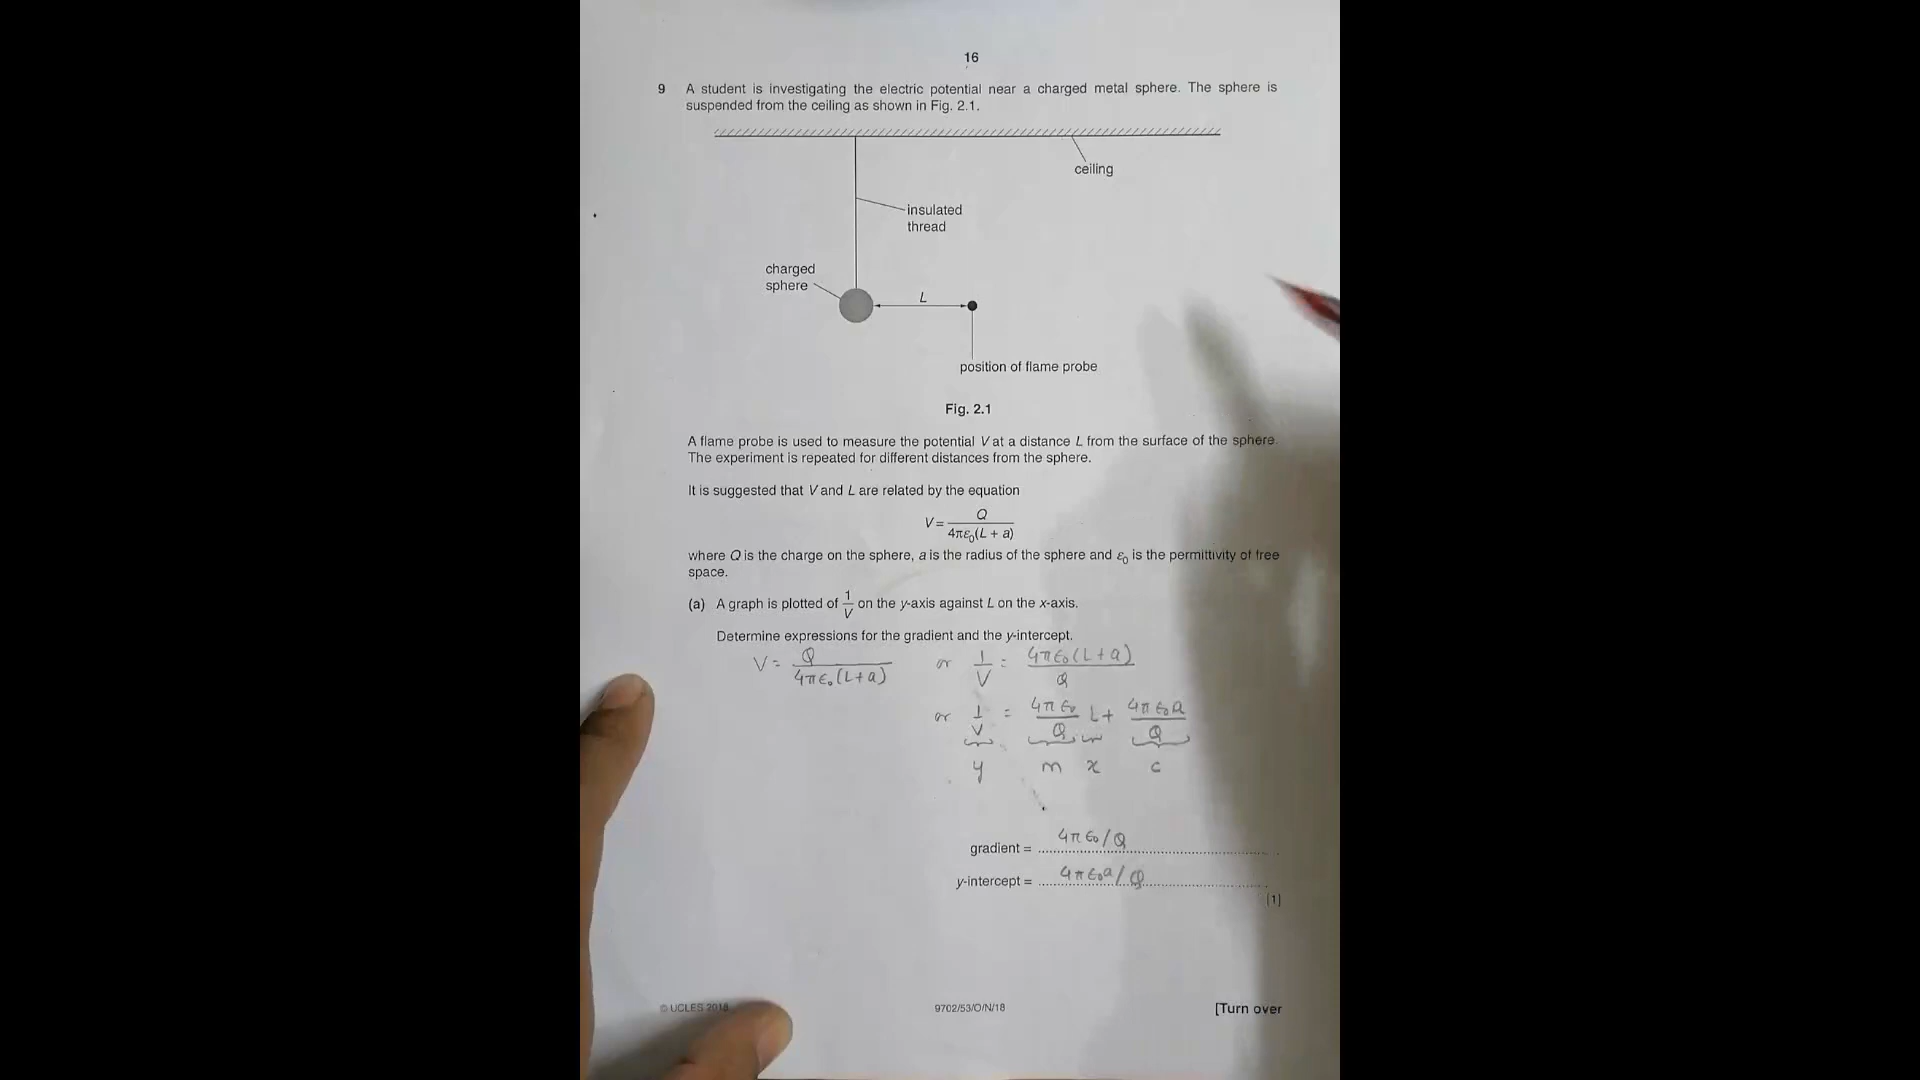 16
9 A student is investigating the electric potential near a charged metal sphere. The sphere is
suspended from the ceiling as shown in Fig. 2.1.
ceiling
insulated
thread
charged
sphere
L
position of flame probe
Fig. 2.1
A flame probe is used to measure the potential V at a distance L from the surface of the sphere.
The experiment is repeated for different distances from the sphere.
It is suggested that V and L are related by the equation
V = Q / 4πε₀(L + a)
where Q is the charge on the sphere, a is the radius of the sphere and ε₀ is the permittivity of free
space.
(a) A graph is plotted of 1/V on the y-axis against L on the x-axis.
Determine expressions for the gradient and the y-intercept.
V = Q / 4πε₀(L+a) or 1/V = 4πε₀(L+a) / Q
or 1/V = 4πε₀/Q L + 4πε₀a/Q
y m x c
gradient = 4πε₀/Q
y-intercept = 4πε₀a/Q
[1]
© UCLES 2018 9702/53/O/N/18 [Turn over